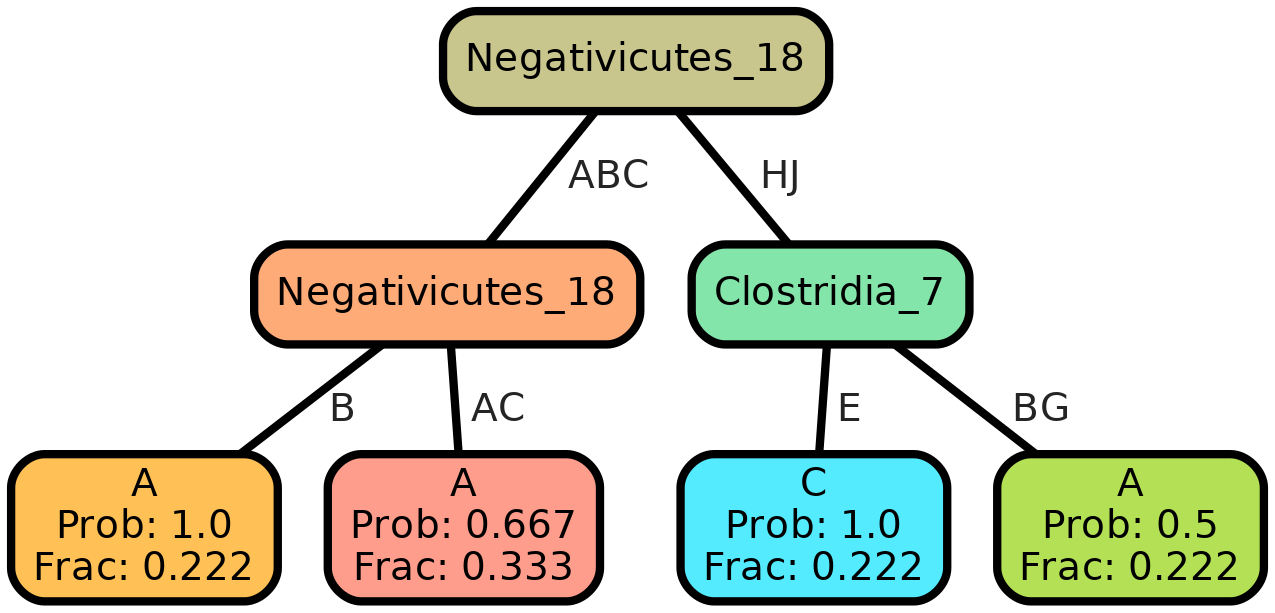 Negativicutes_18
ABC
HJ
Negativicutes_18
Clostridia_7
B
AC
E
BG
A
Prob: 1.0
Frac: 0.222
A
Prob: 0.667
Frac: 0.333
C
Prob: 1.0
Frac: 0.222
A
Prob: 0.5
Frac: 0.222